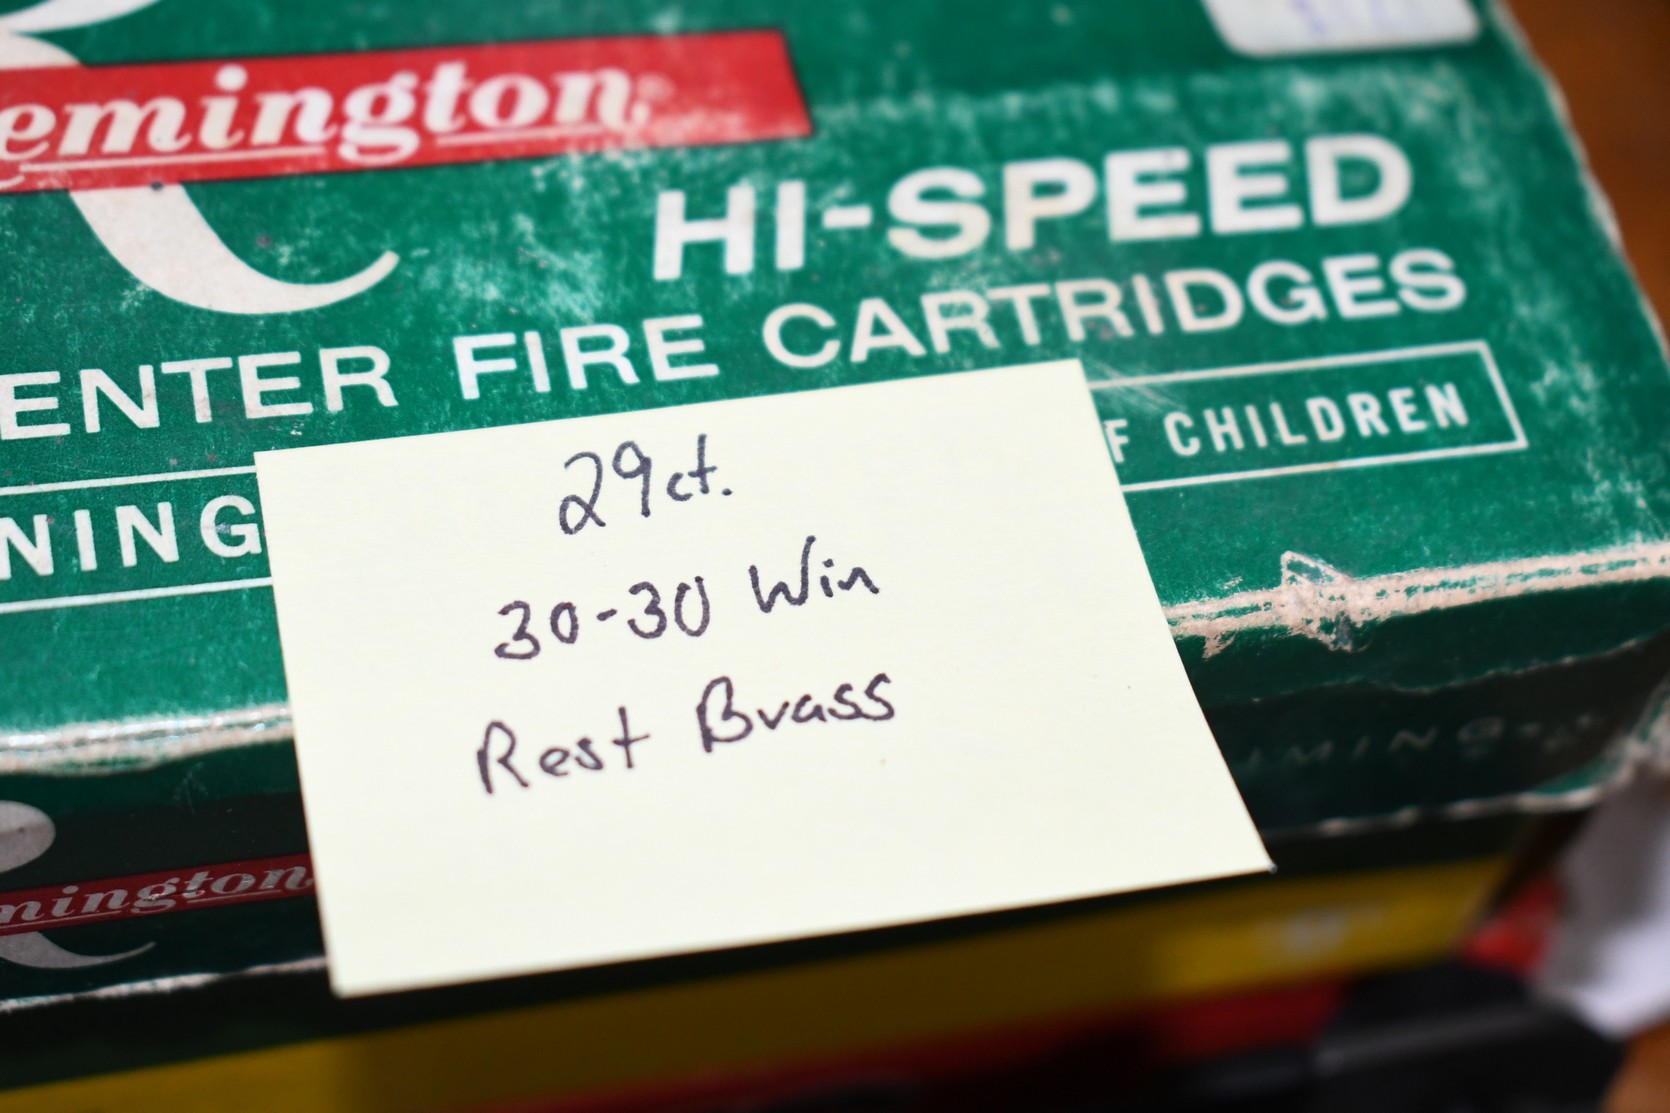 emington
HI-SPEED
ENTER FIRE CARTRIDGES
NING
F CHILDREN
29ct.
30-30 Win
Rest Brass
mington